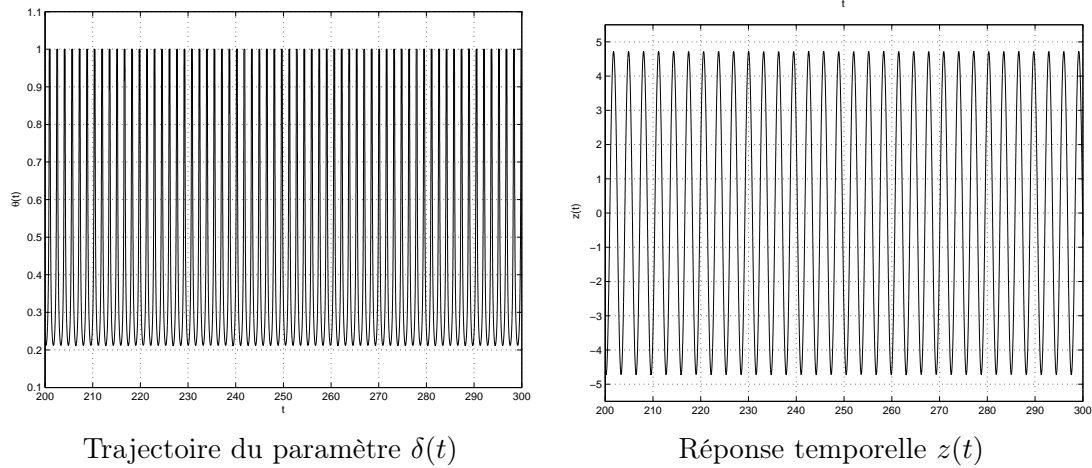 1.1
1
0.9
0.8
0.7
0.6
0.5
0.4
0.3
0.2
0.1
θ(t)
200 210 220 230 240 250 260 270 280 290 300
t
Trajectoire du paramètre δ(t)
t
5
4
3
2
1
0
−1
−2
−3
−4
−5
z(t)
200 210 220 230 240 250 260 270 280 290 300
t
Réponse temporelle z(t)